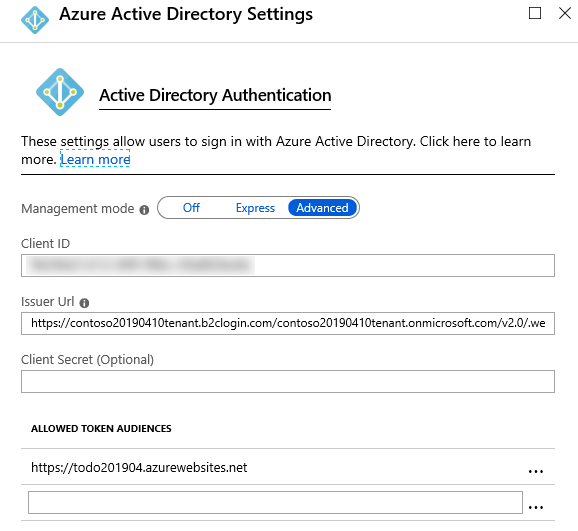 Azure Active Directory Settings
Active Directory Authentication
These settings allow users to sign in with Azure Active Directory. Click here to learn
more. Learn more
Management mode Off Express Advanced
Client ID
Issuer Url
https://contoso20190410tenant.b2clogin.com/contoso20190410tenant.onmicrosoft.com/v2.0/.we
Client Secret (Optional)
ALLOWED TOKEN AUDIENCES
https://todo201904.azurewebsites.net ...
...